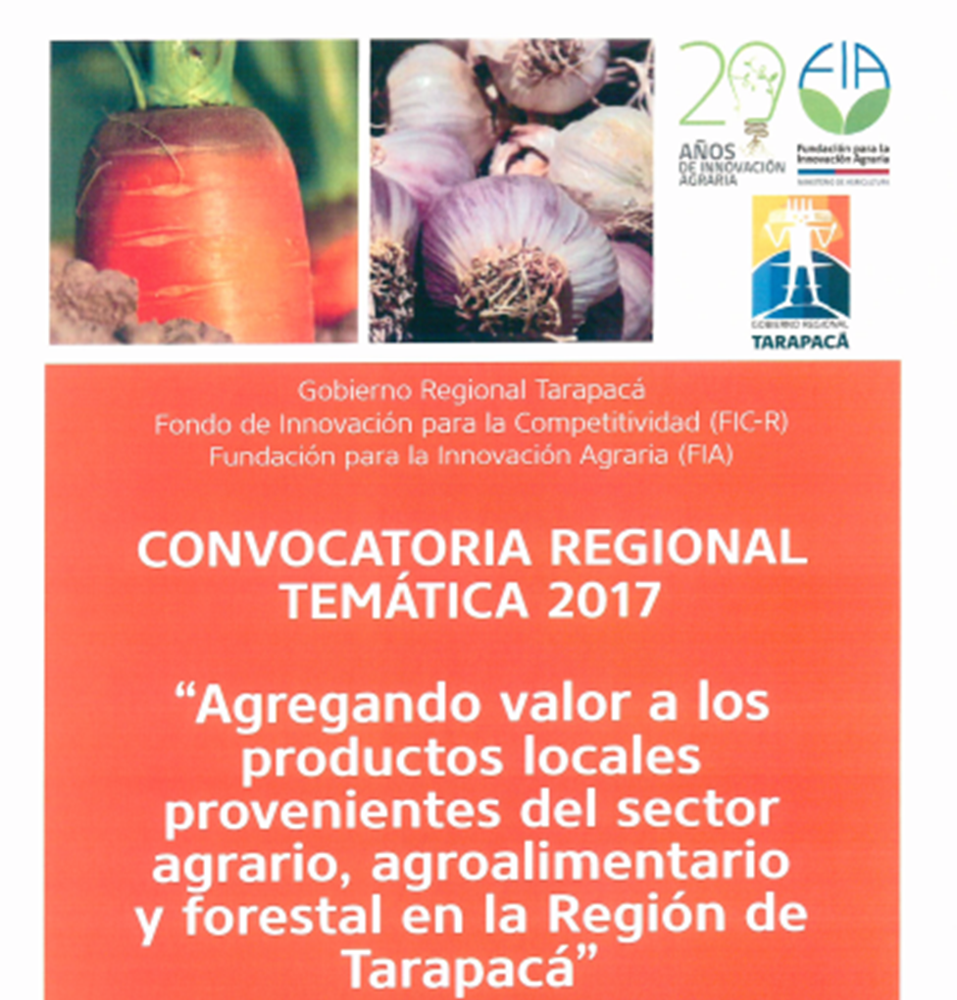 20
AÑOS
DE INNOVACIÓN
AGRARIA
FIA
Fundación para la
Innovación Agraria
MINISTERIO DE AGRICULTURA
GOBIERNO REGIONAL
TARAPACÁ
Gobierno Regional Tarapacá
Fondo de Innovación para la Competitividad (FIC-R)
Fundación para la Innovación Agraria (FIA)
CONVOCATORIA REGIONAL
TEMÁTICA 2017
“Agregando valor a los
productos locales
provenientes del sector
agrario, agroalimentario
y forestal en la Región de
Tarapacá”